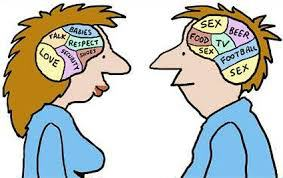 TALK
BABIES
RESPECT
LOVE
SECURITY
SHOES
SEX
BEER
FOOD
TV
SEX
FOOTBALL
SEX